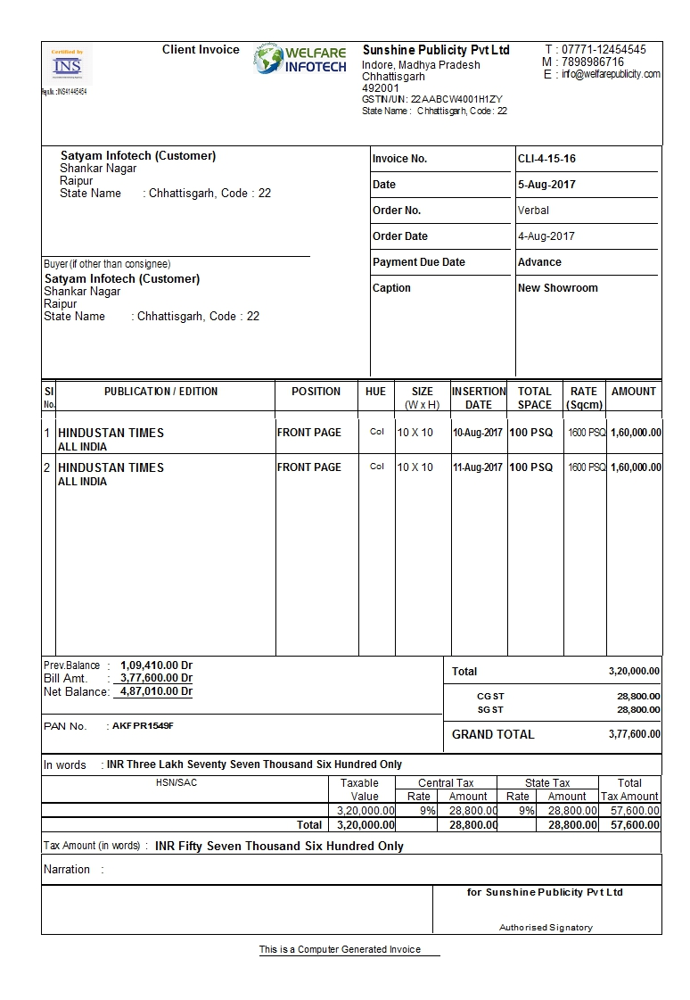 Certified by
INS
Client Invoice
Technology
WELFARE
INFOTECH
Sunshine Publicity Pvt Ltd
Indore, Madhya Pradesh
Chhattisgarh
492001
GSTIN/UIN: 22AABCW4001H1ZY
State Name : Chhattisgarh, Code : 22
T : 07771-12454545
M : 7898986716
E : info@welfarepublicity.com
Regs.No. : INS41445454
Satyam Infotech (Customer)
Shankar Nagar
Raipur
State Name : Chhattisgarh, Code : 22
Buyer (if other than consignee)
Satyam Infotech (Customer)
Shankar Nagar
Raipur
State Name : Chhattisgarh, Code : 22
Invoice No. CLI-4-15-16
Date 5-Aug-2017
Order No. Verbal
Order Date 4-Aug-2017
Payment Due Date Advance
Caption New Showroom
Sl PUBLICATION / EDITION POSITION HUE SIZE INSERTION TOTAL RATE AMOUNT
No. (W x H) DATE SPACE (Sqcm)
1 HINDUSTAN TIMES FRONT PAGE Col 10 X 10 10-Aug-2017 100 PSQ 1600 PSQ 1,60,000.00
ALL INDIA
2 HINDUSTAN TIMES FRONT PAGE Col 10 X 10 11-Aug-2017 100 PSQ 1600 PSQ 1,60,000.00
ALL INDIA
Prev.Balance : 1,09,410.00 Dr
Bill Amt. : 3,77,600.00 Dr
Net Balance: 4,87,010.00 Dr
PAN No. : AKFPR1549F
Total 3,20,000.00
CGST 28,800.00
SGST 28,800.00
GRAND TOTAL 3,77,600.00
In words : INR Three Lakh Seventy Seven Thousand Six Hundred Only
HSN/SAC Taxable Central Tax State Tax Total
Value Rate Amount Rate Amount Tax Amount
3,20,000.00 9% 28,800.00 9% 28,800.00 57,600.00
Total 3,20,000.00 28,800.00 28,800.00 57,600.00
Tax Amount (in words) : INR Fifty Seven Thousand Six Hundred Only
Narration :
for Sunshine Publicity Pvt Ltd
Authorised Signatory
This is a Computer Generated Invoice